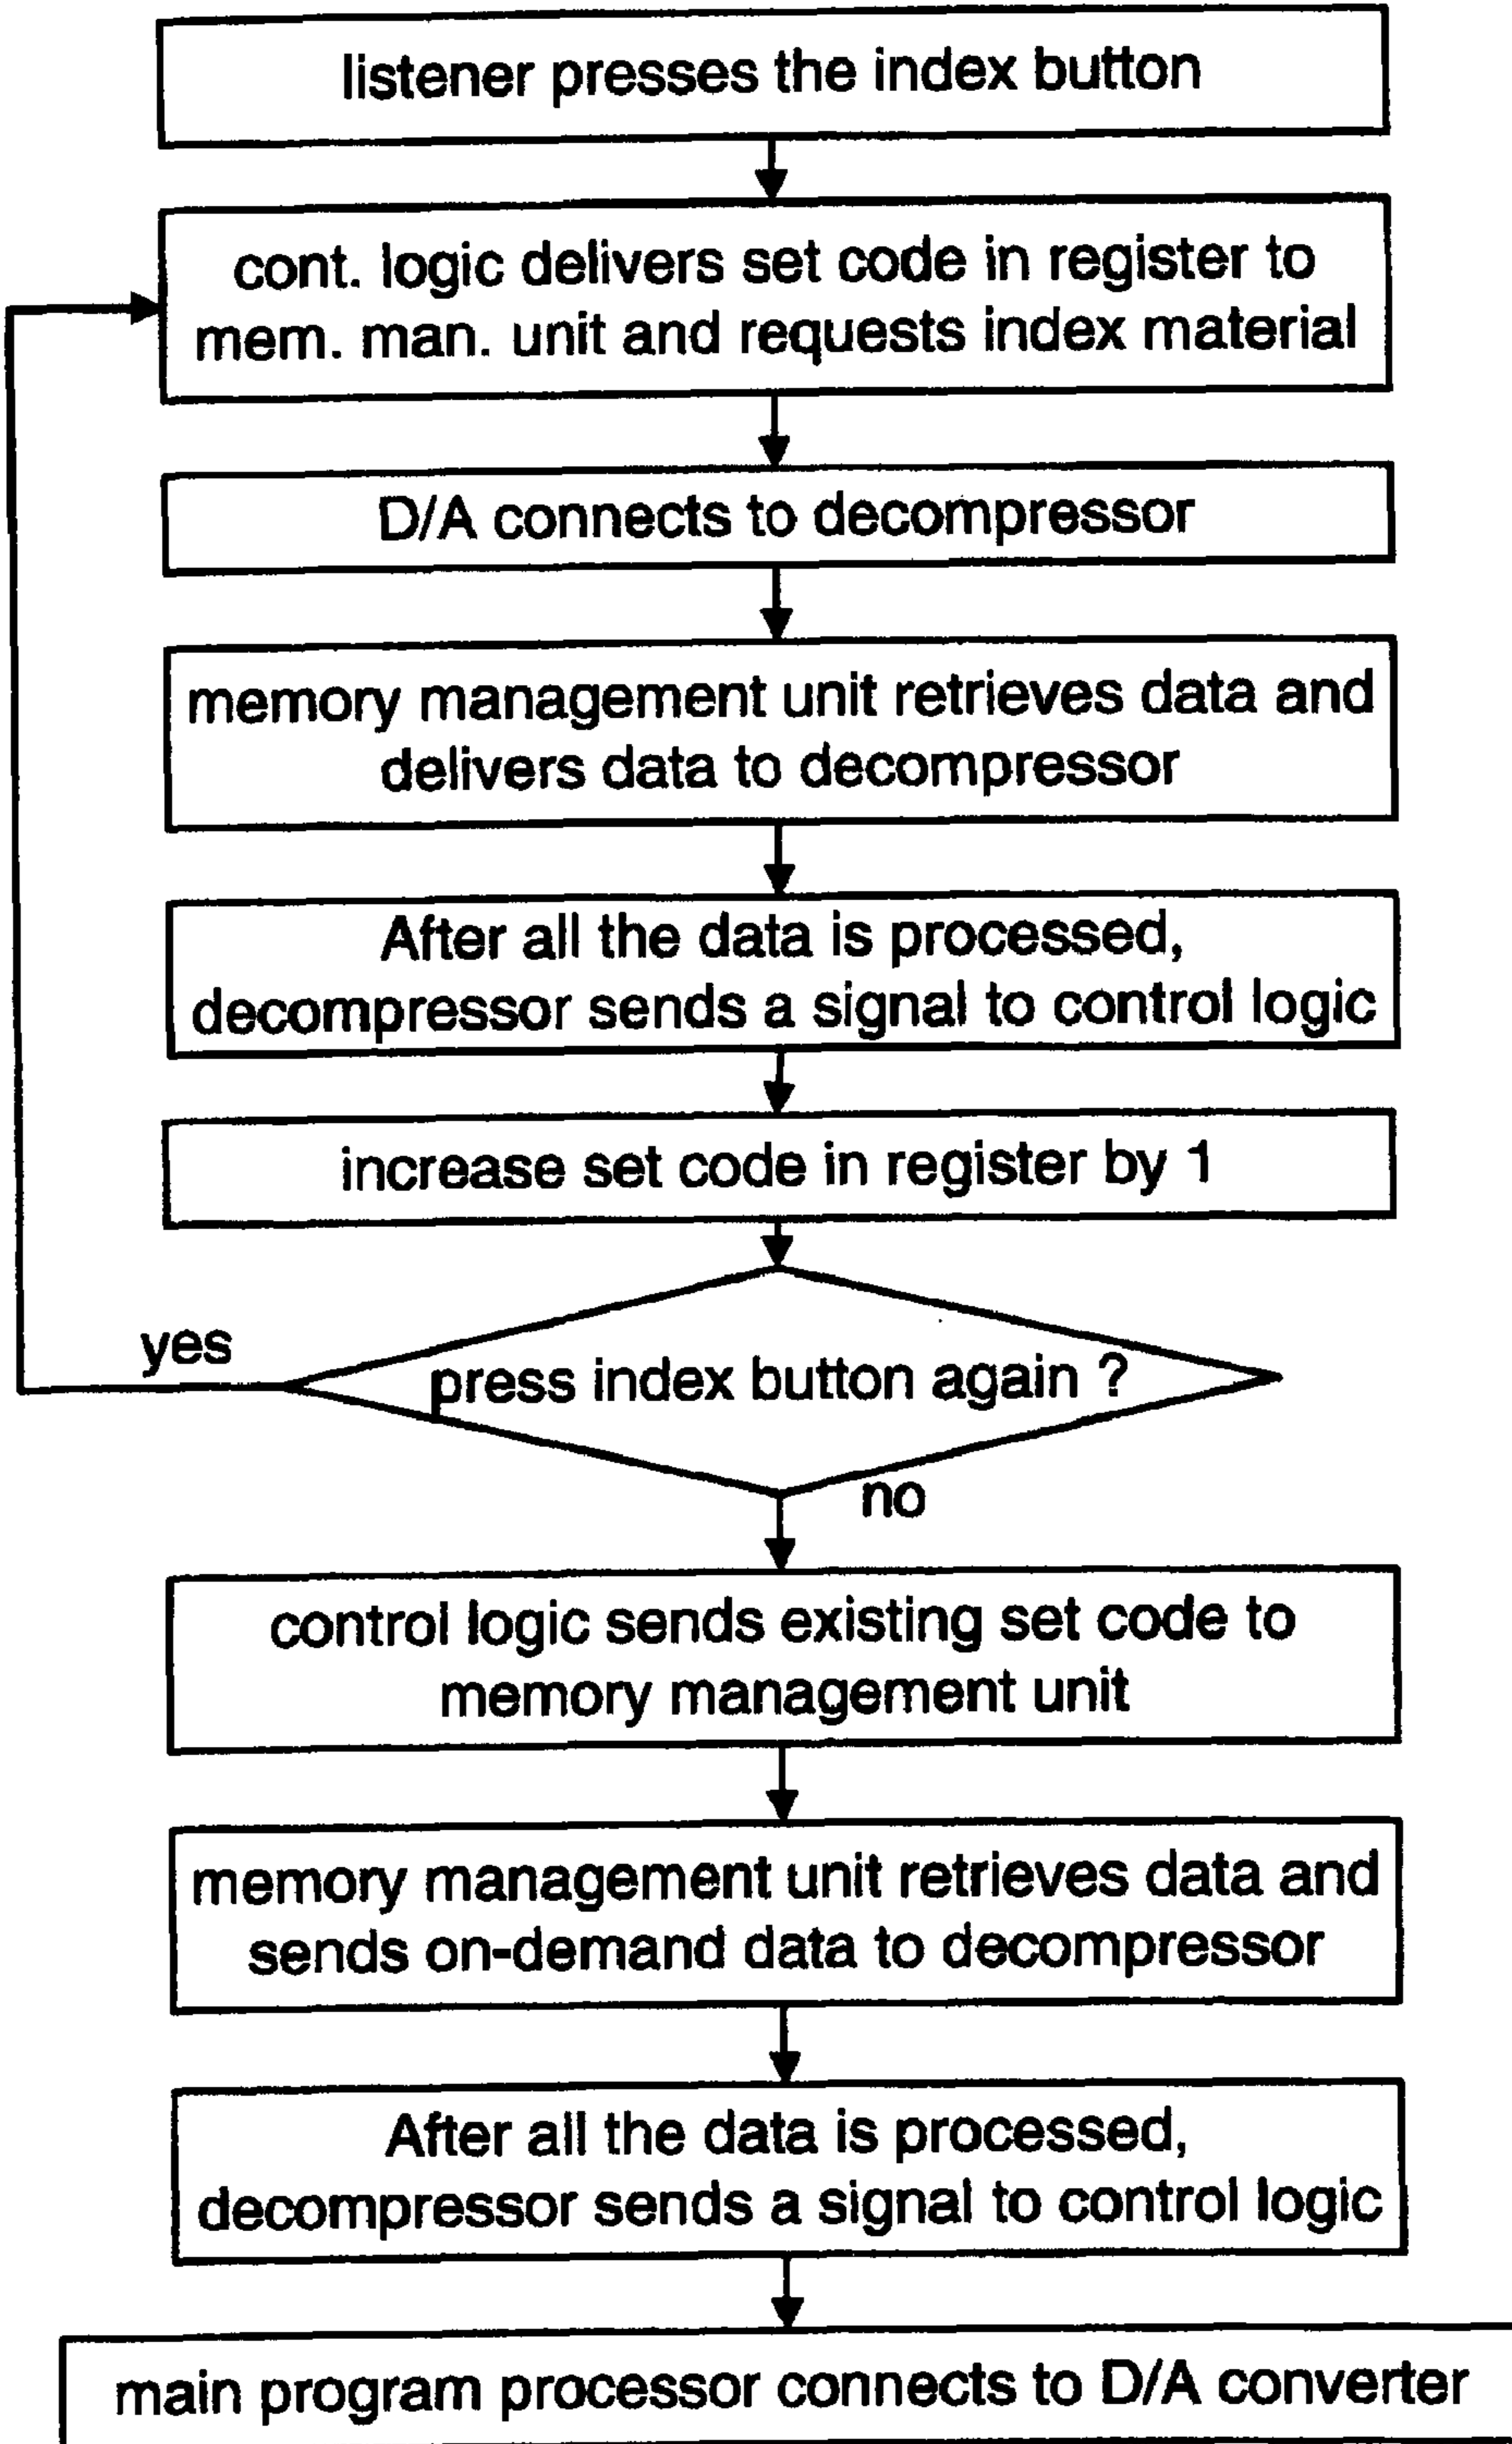 listener presses the index button
cont. logic delivers set code in register to
mem. man. unit and requests index material
D/A connects to decompressor
memory management unit retrieves data and
delivers data to decompressor
After all the data is processed,
decompressor sends a signal to control logic
increase set code in register by 1
yes
press index button again ?
no
control logic sends existing set code to
memory management unit
memory management unit retrieves data and
sends on-demand data to decompressor
After all the data is processed,
decompressor sends a signal to control logic
main program processor connects to D/A converter